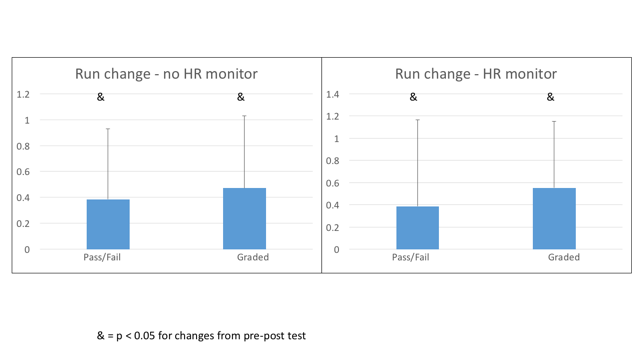 Run change - no HR monitor
&
&
1.2
1
0.8
0.6
0.4
0.2
0
Pass/Fail
Graded
Run change - HR monitor
&
&
1.4
1.2
1
0.8
0.6
0.4
0.2
0
Pass/Fail
Graded
& = p < 0.05 for changes from pre-post test